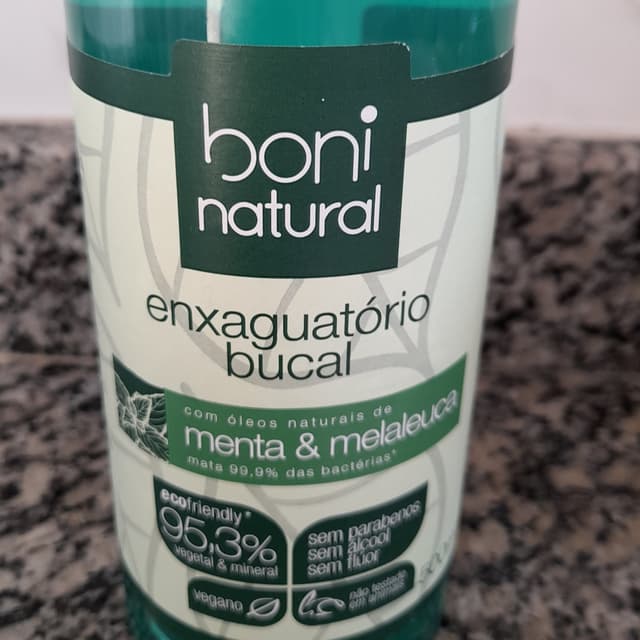 boni
natural
enxaguatório
bucal
com óleos naturais de
menta & melaleuca
mata 99,9% das bactérias*
ecofriendly*
95,3%
vegetal & mineral
sem parabenos
sem álcool
sem flúor
vegano
não testado
em animais